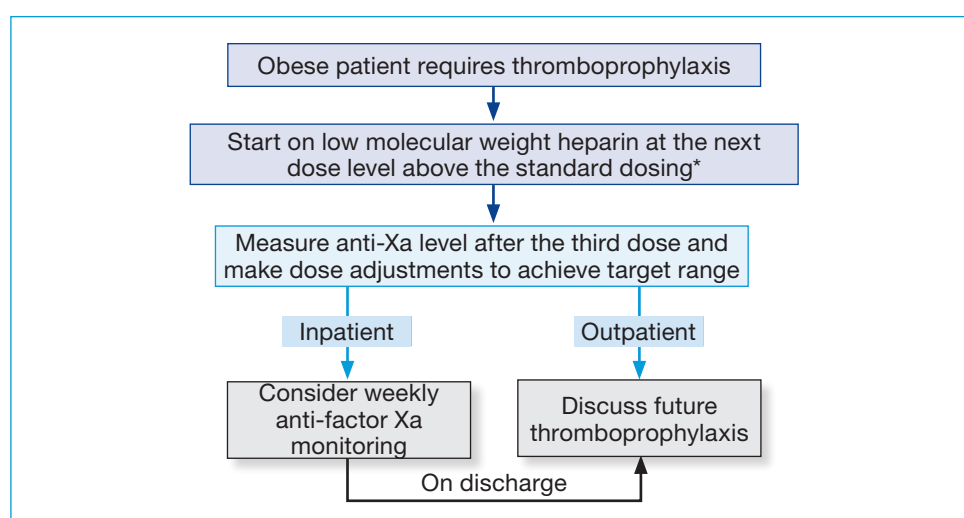 Obese patient requires thromboprophylaxis
Start on low molecular weight heparin at the next
dose level above the standard dosing*
Measure anti-Xa level after the third dose and
make dose adjustments to achieve target range
Inpatient
Outpatient
Consider weekly
anti-factor Xa
monitoring
Discuss future
thromboprophylaxis
On discharge